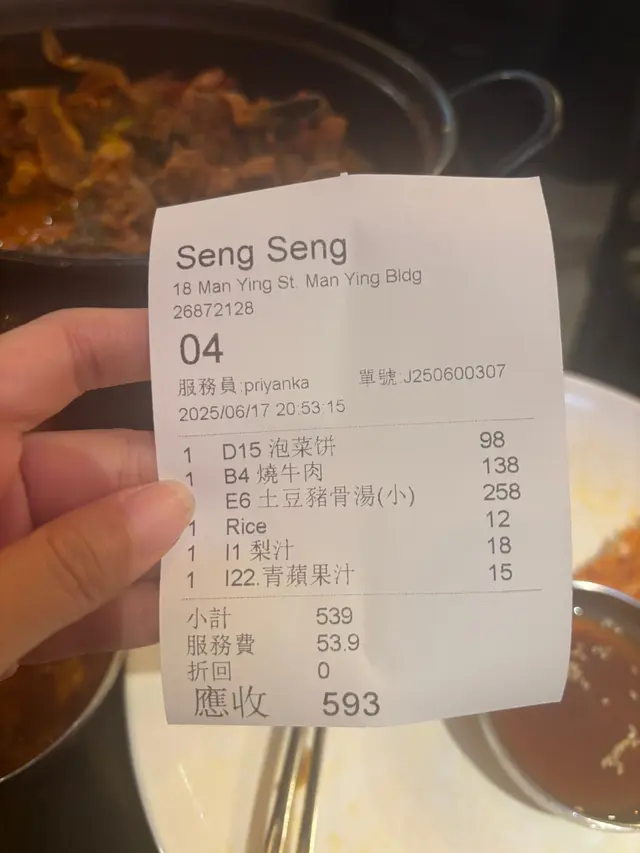 Seng Seng
18 Man Ying St. Man Ying Bldg
26872128
04
服務員:priyanka 單號:J250600307
2025/06/17 20:53:15
1 D15 泡菜饼 98
1 B4 燒牛肉 138
E6 土豆豬骨湯(小) 258
1 Rice 12
1 I1 梨汁 18
1 I22.青蘋果汁 15
小計 539
服務費 53.9
折回 0
應收 593